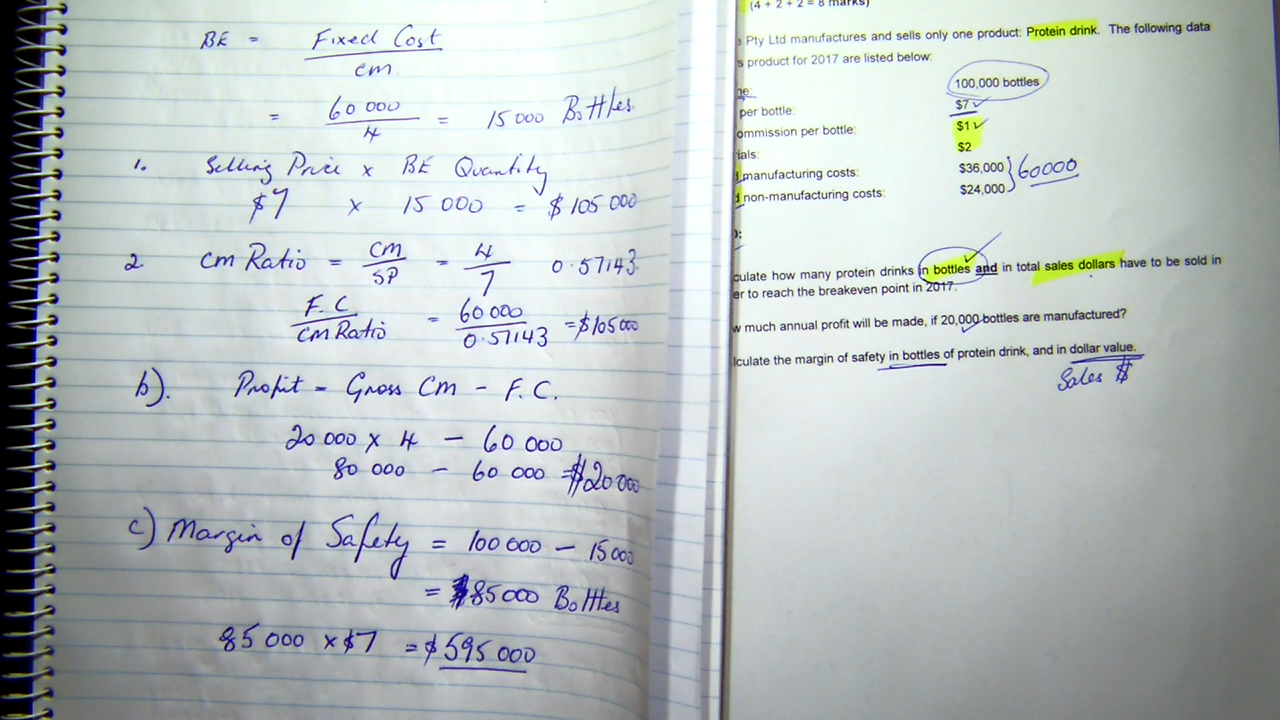 BE = Fixed Cost / cm
= 60 000 / 4 = 15 000 Bottles
1. Selling Price x BE Quantity
$7 x 15 000 = $105 000
2. CM Ratio = CM / SP = 4 / 7 0.57143
F.C / CM Ratio = 60 000 / 0.57143 = $105 000
b). Profit = Gross CM - F.C.
20 000 x 4 - 60 000
80 000 - 60 000 = $20 000
c) Margin of Safety = 100 000 - 15 000
= 85 000 Bottles
85 000 x $7 = $595 000
(4 + 2 + 2 = 8 marks)
Pty Ltd manufactures and sells only one product: Protein drink. The following data
product for 2017 are listed below:
100,000 bottles
per bottle: $7
ommission per bottle: $1
ials: $2
manufacturing costs: $36,000
non-manufacturing costs: $24,000
60000
culate how many protein drinks in bottles and in total sales dollars have to be sold in
er to reach the breakeven point in 2017.
w much annual profit will be made, if 20,000 bottles are manufactured?
lculate the margin of safety in bottles of protein drink, and in dollar value.
Sales $